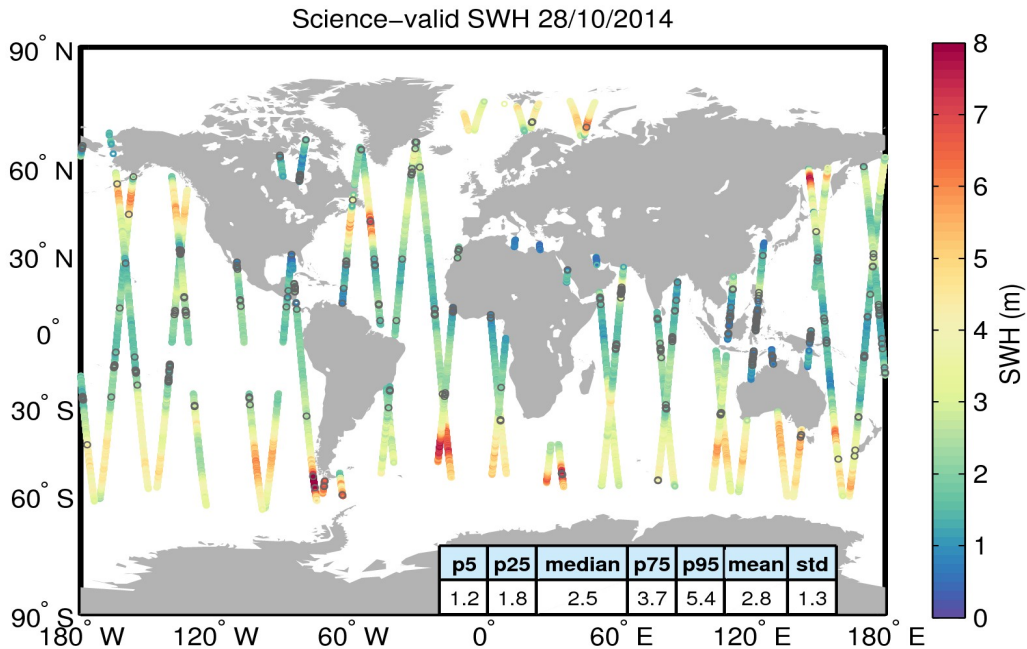 Science−valid SWH 28/10/2014
90° N
60° N
30° N
0°
30° S
60° S
90° S
180° W
120° W
60° W
0°
60° E
120° E
180° E
p5 p25 median p75 p95 mean std
1.2 1.8 2.5 3.7 5.4 2.8 1.3
8
7
6
5
4
3
2
1
0
SWH (m)